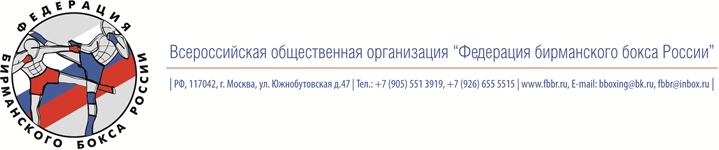 ФЕДЕРАЦИЯ
БИРМАНСКОГО БОКСА РОССИИ
Всероссийская общественная организация “Федерация бирманского бокса России”
| РФ, 117042, г. Москва, ул. Южнобутовская д.47 | Тел.: +7 (905) 551 3919, +7 (926) 655 5515 | www.fbbr.ru, E-mail: bboxing@bk.ru, fbbr@inbox.ru |